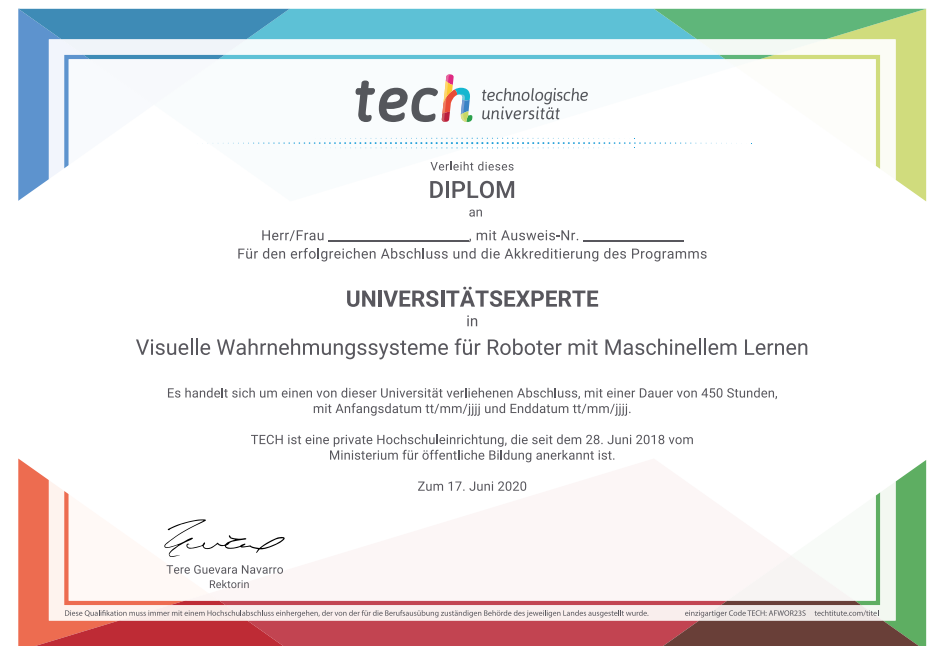 tech technologische
universität
Verleiht dieses
DIPLOM
an
Herr/Frau ________________, mit Ausweis-Nr. ____________
Für den erfolgreichen Abschluss und die Akkreditierung des Programms
UNIVERSITÄTSEXPERTE
in
Visuelle Wahrnehmungssysteme für Roboter mit Maschinellem Lernen
Es handelt sich um einen von dieser Universität verliehenen Abschluss, mit einer Dauer von 450 Stunden,
mit Anfangsdatum tt/mm/jjjj und Enddatum tt/mm/jjjj.
TECH ist eine private Hochschuleinrichtung, die seit dem 28. Juni 2018 vom
Ministerium für öffentliche Bildung anerkannt ist.
Zum 17. Juni 2020
Tere Guevara Navarro
Rektorin
Diese Qualifikation muss immer mit einem Hochschulabschluss einhergehen, der von der für die Berufsausübung zuständigen Behörde des jeweiligen Landes ausgestellt wurde. einzigartiger Code TECH: AFWOR23S techtitute.com/titel